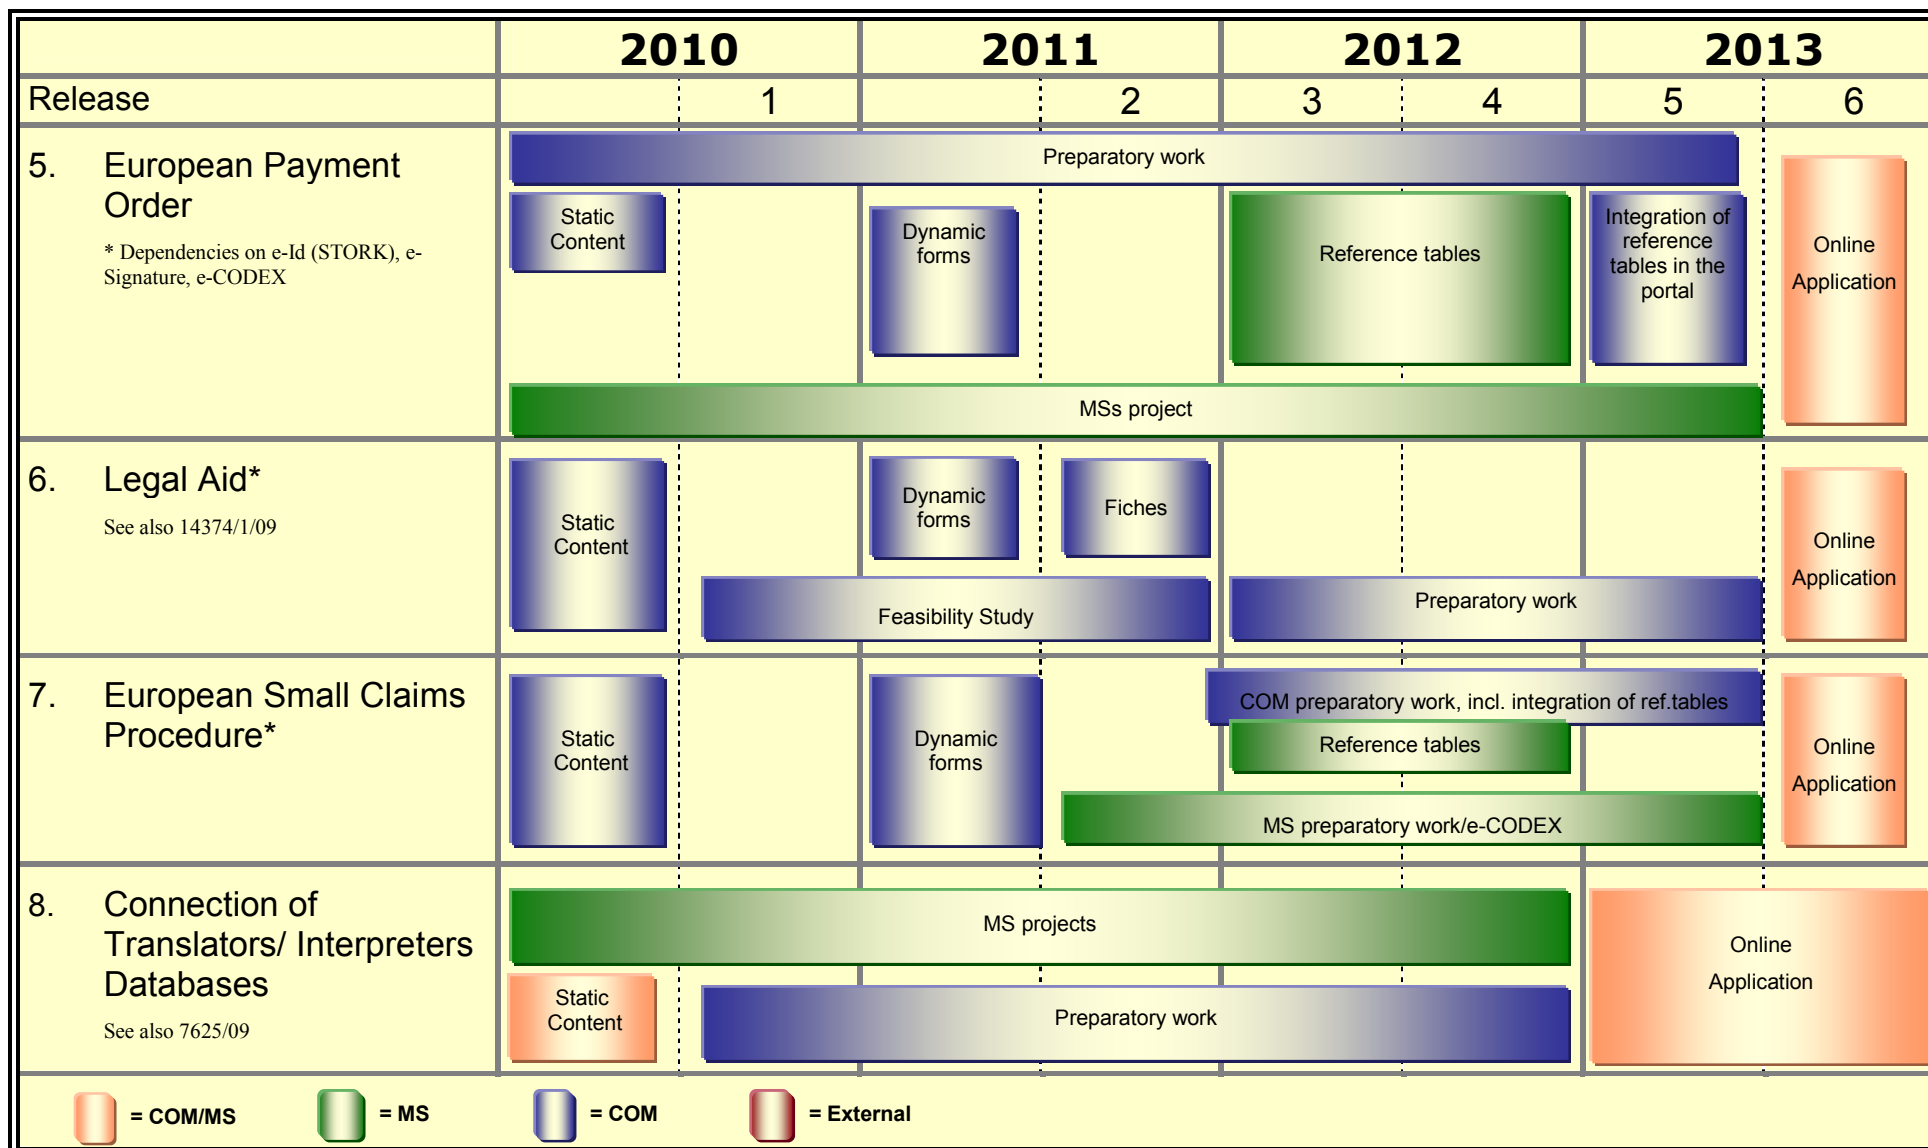 2010 2011 2012 2013
Release 1 2 3 4 5 6
5. European Payment
Order
* Dependencies on e-Id (STORK), e-
Signature, e-CODEX
Preparatory work
Static
Content
Dynamic
forms
Reference tables
Integration of
reference
tables in the
portal
Online
Application
MSs project
6. Legal Aid*
See also 14374/1/09
Static
Content
Dynamic
forms
Fiches
Feasibility Study
Preparatory work
Online
Application
7. European Small Claims
Procedure*
Static
Content
Dynamic
forms
COM preparatory work, incl. integration of ref.tables
Reference tables
MS preparatory work/e-CODEX
Online
Application
8. Connection of
Translators/ Interpreters
Databases
See also 7625/09
MS projects
Static
Content
Preparatory work
Online
Application
= COM/MS = MS = COM = External